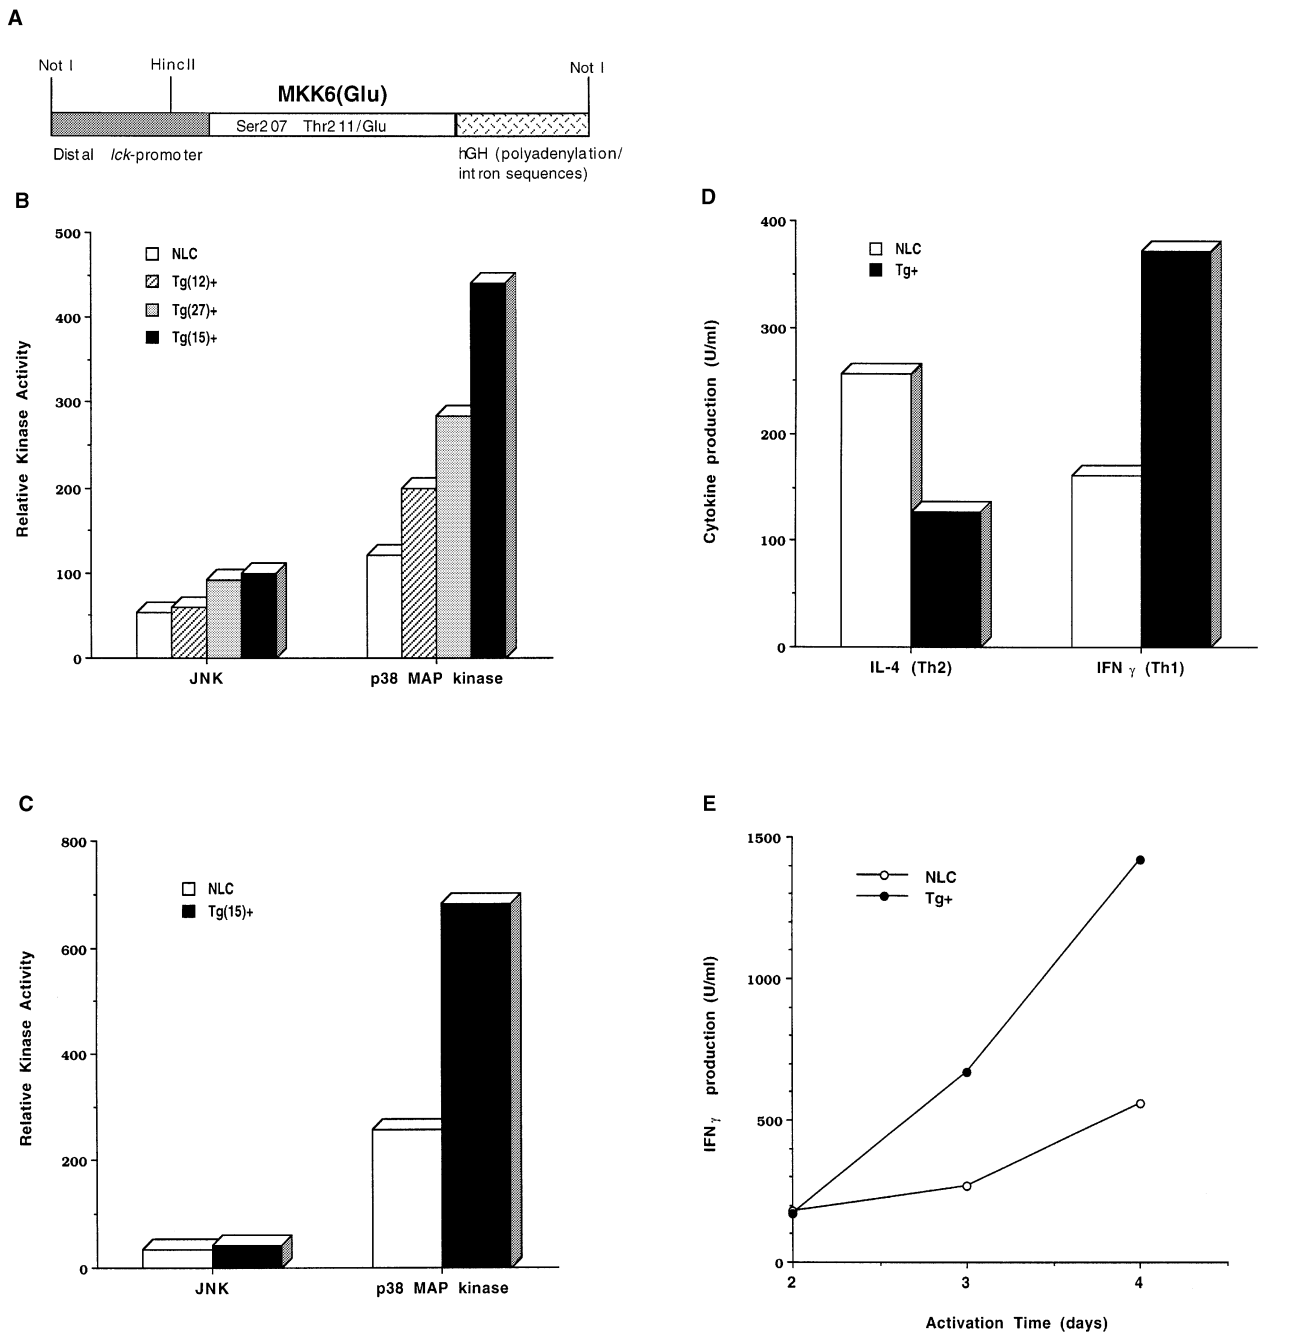 A
Not I
HincII
Not I
MKK6(Glu)
Ser207 Thr211/Glu
Distal lck-promoter
hGH (polyadenylation/
intron sequences)
B
500
400
300
200
100
0
Relative Kinase Activity
NLC
Tg(12)+
Tg(27)+
Tg(15)+
JNK
p38 MAP kinase
D
400
300
200
100
0
Cytokine production (U/ml)
NLC
Tg+
IL-4 (Th2)
IFN γ (Th1)
C
800
600
400
200
0
Relative Kinase Activity
NLC
Tg(15)+
JNK
p38 MAP kinase
E
1500
1000
500
0
IFN γ production (U/ml)
NLC
Tg+
2
3
4
Activation Time (days)